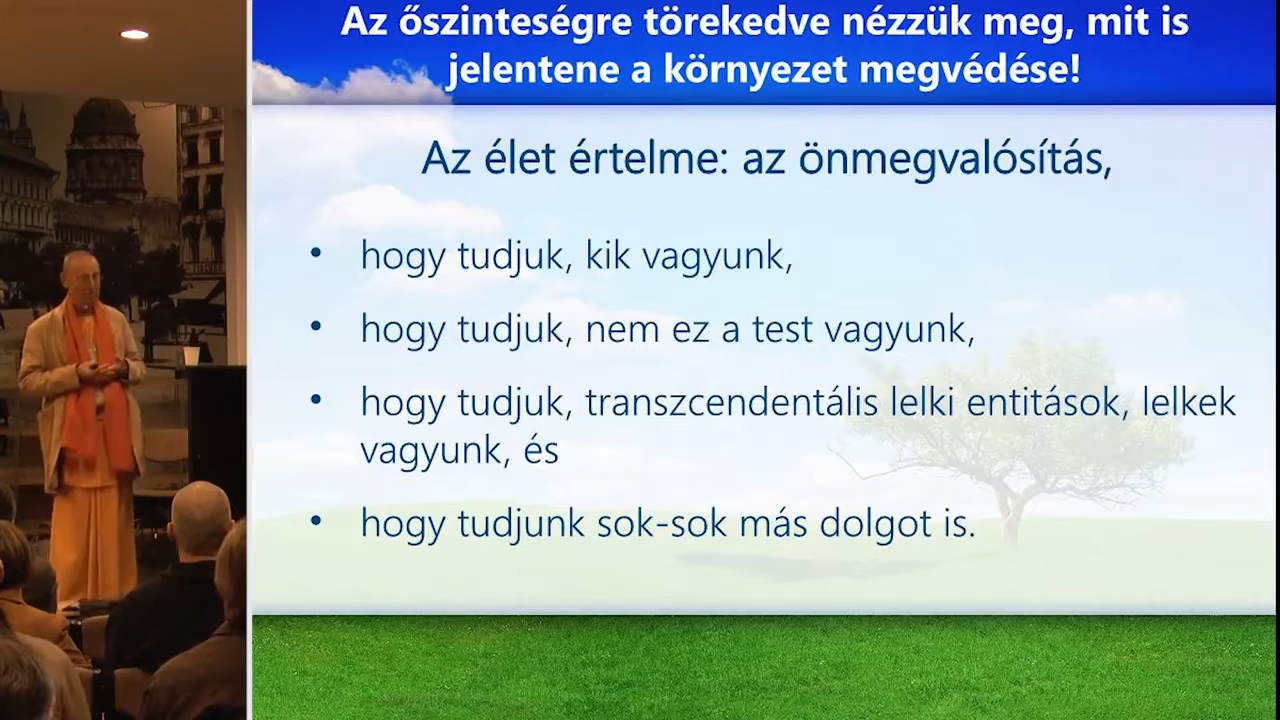 Az őszinteségre törekedve nézzük meg, mit is
jelentene a környezet megvédése!
Az élet értelme: az önmegvalósítás,
• hogy tudjuk, kik vagyunk,
• hogy tudjuk, nem ez a test vagyunk,
• hogy tudjuk, transzcendentális lelki entitások, lelkek
vagyunk, és
• hogy tudjunk sok-sok más dolgot is.